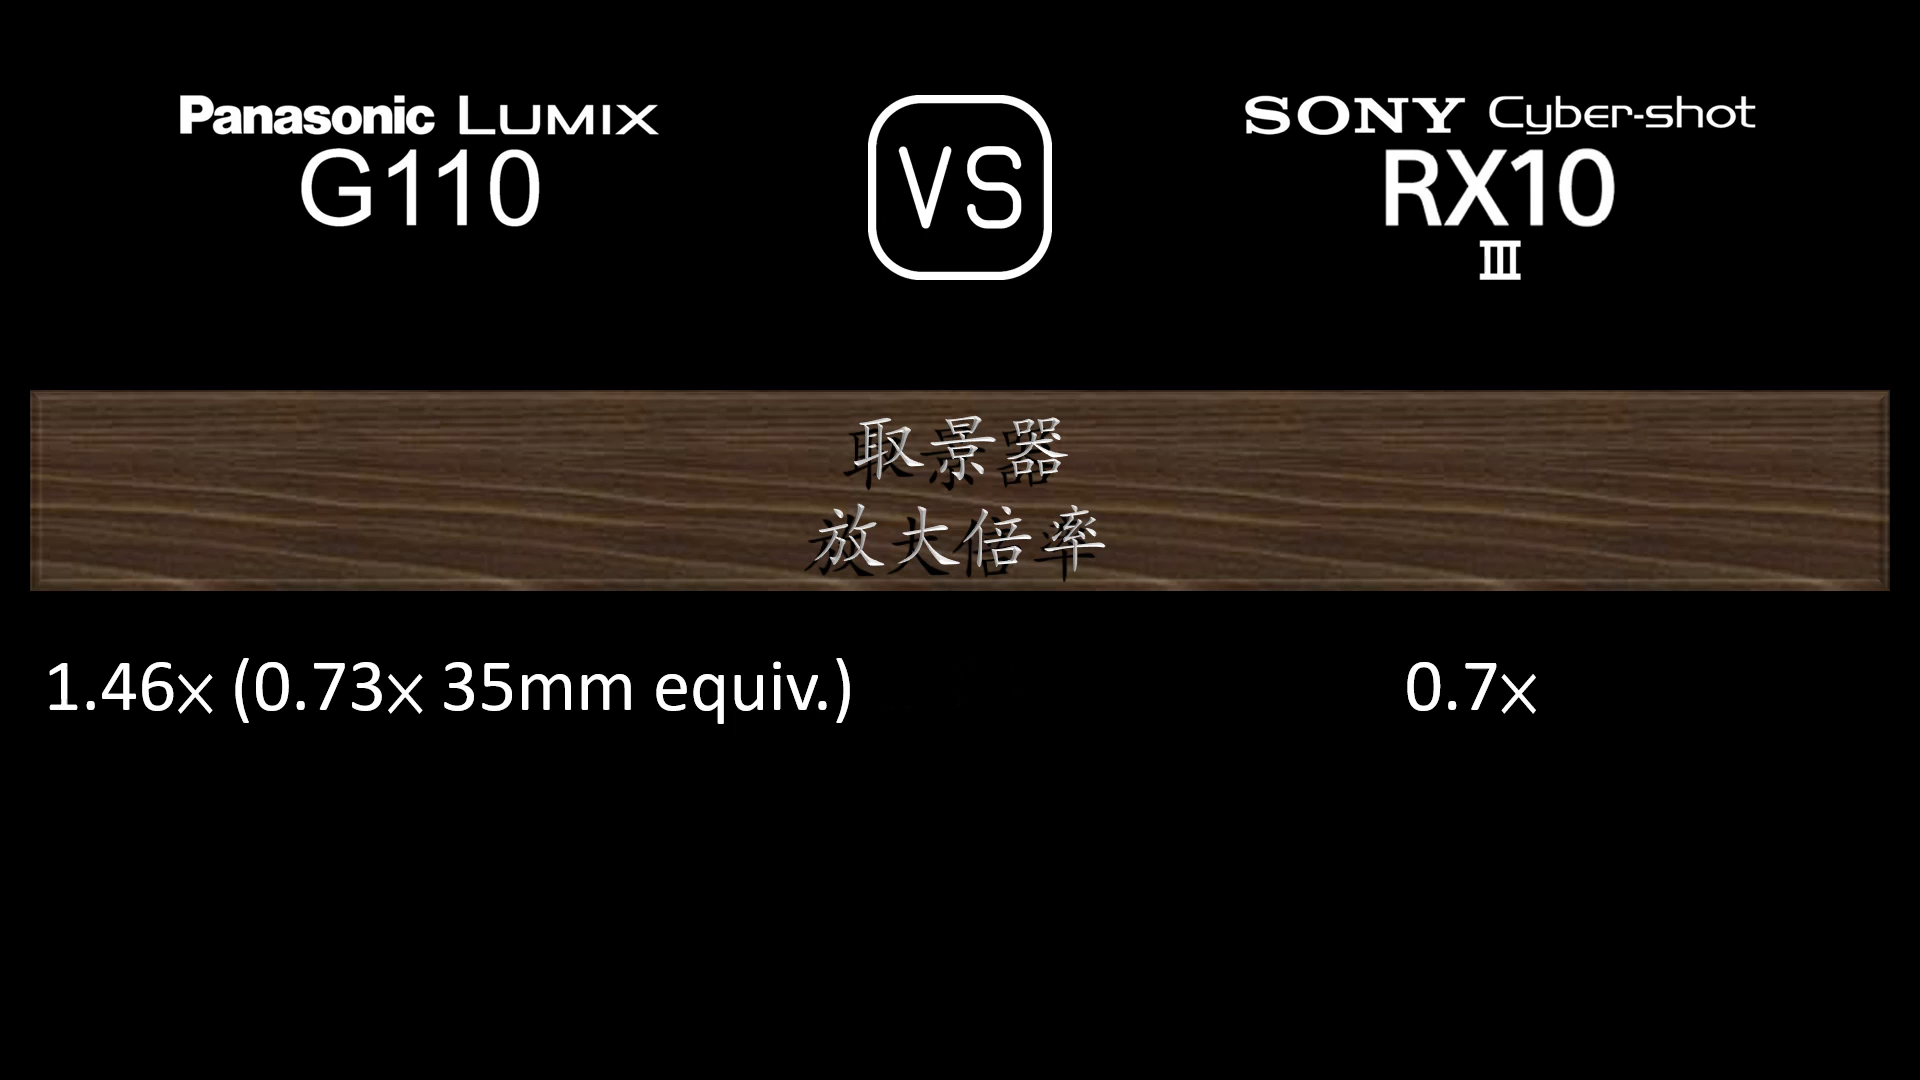 Panasonic LUMIX
G110
VS
SONY Cyber-shot
RX10
III
取景器
放大倍率
1.46x (0.73x 35mm equiv.)
0.7x